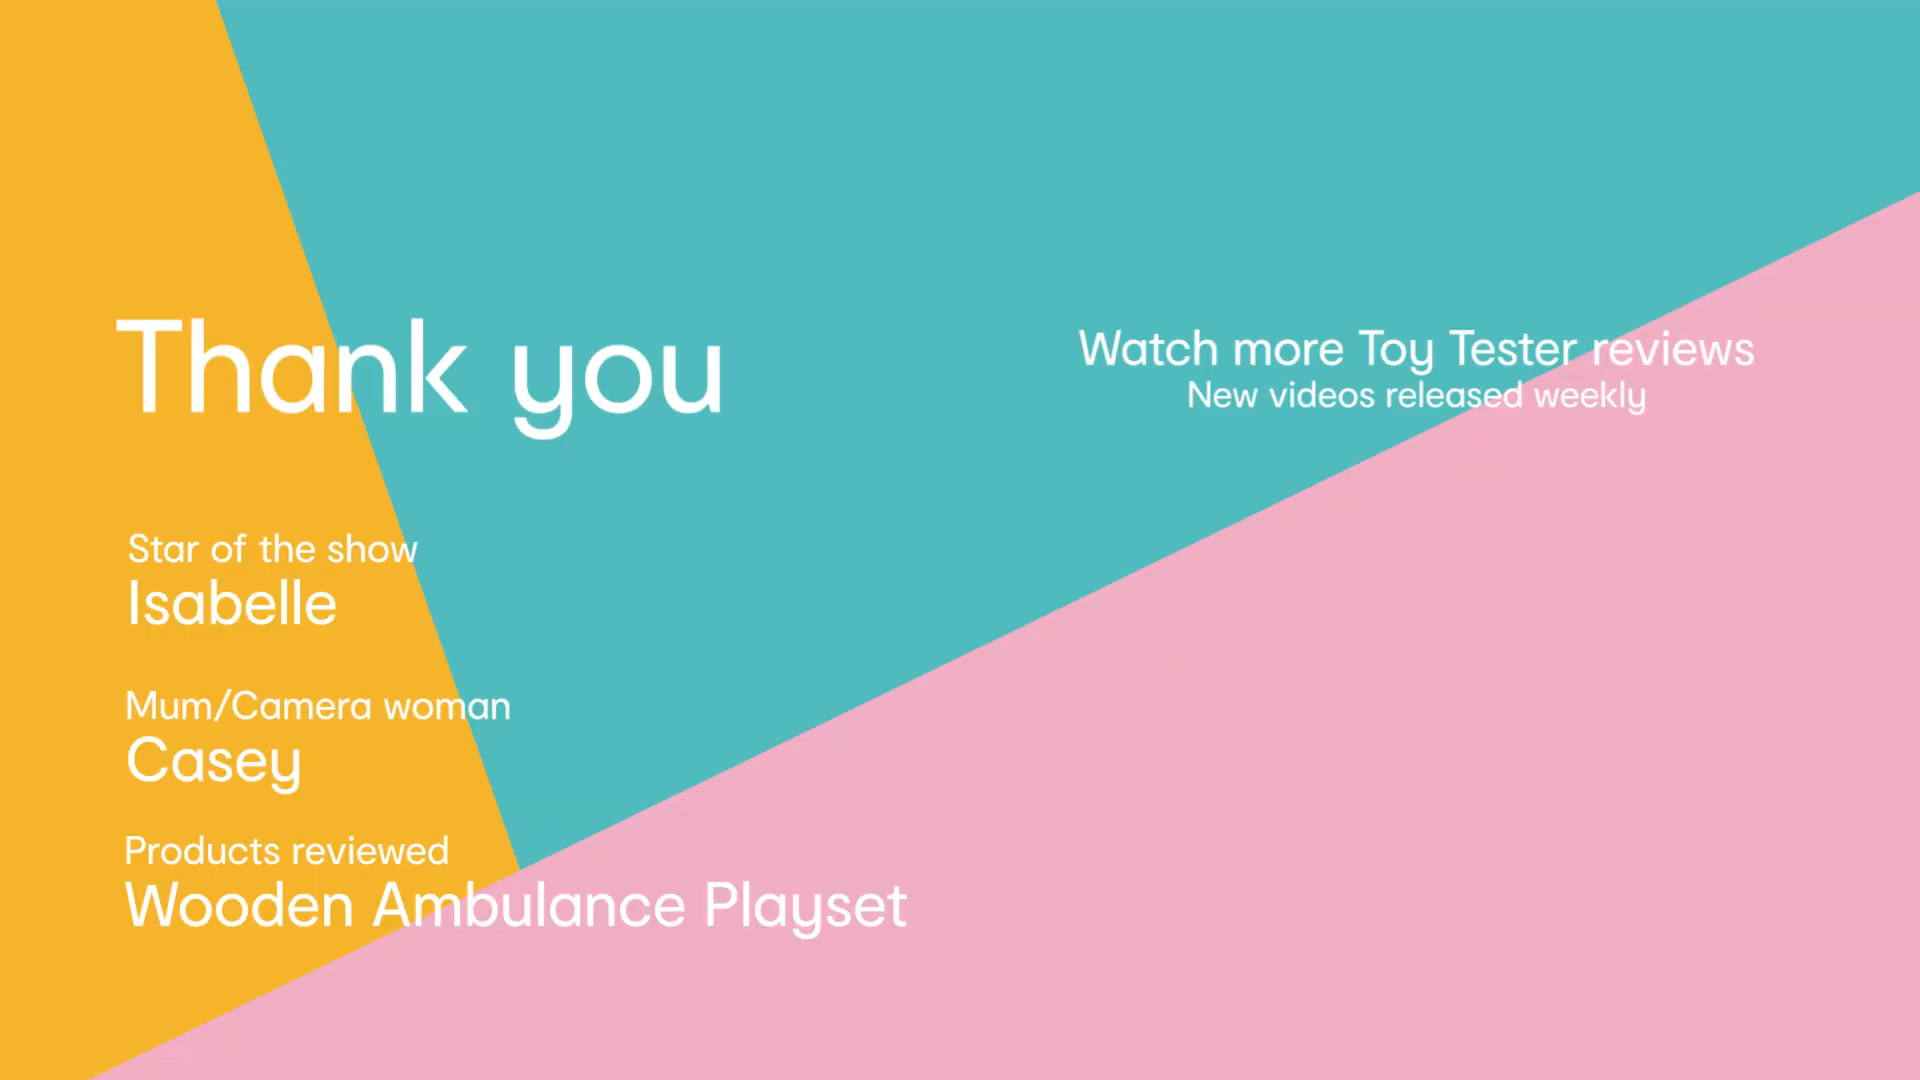 Thank you
Star of the show
Isabelle
Mum/Camera woman
Casey
Products reviewed
Wooden Ambulance Playset
Watch more Toy Tester reviews
New videos released weekly